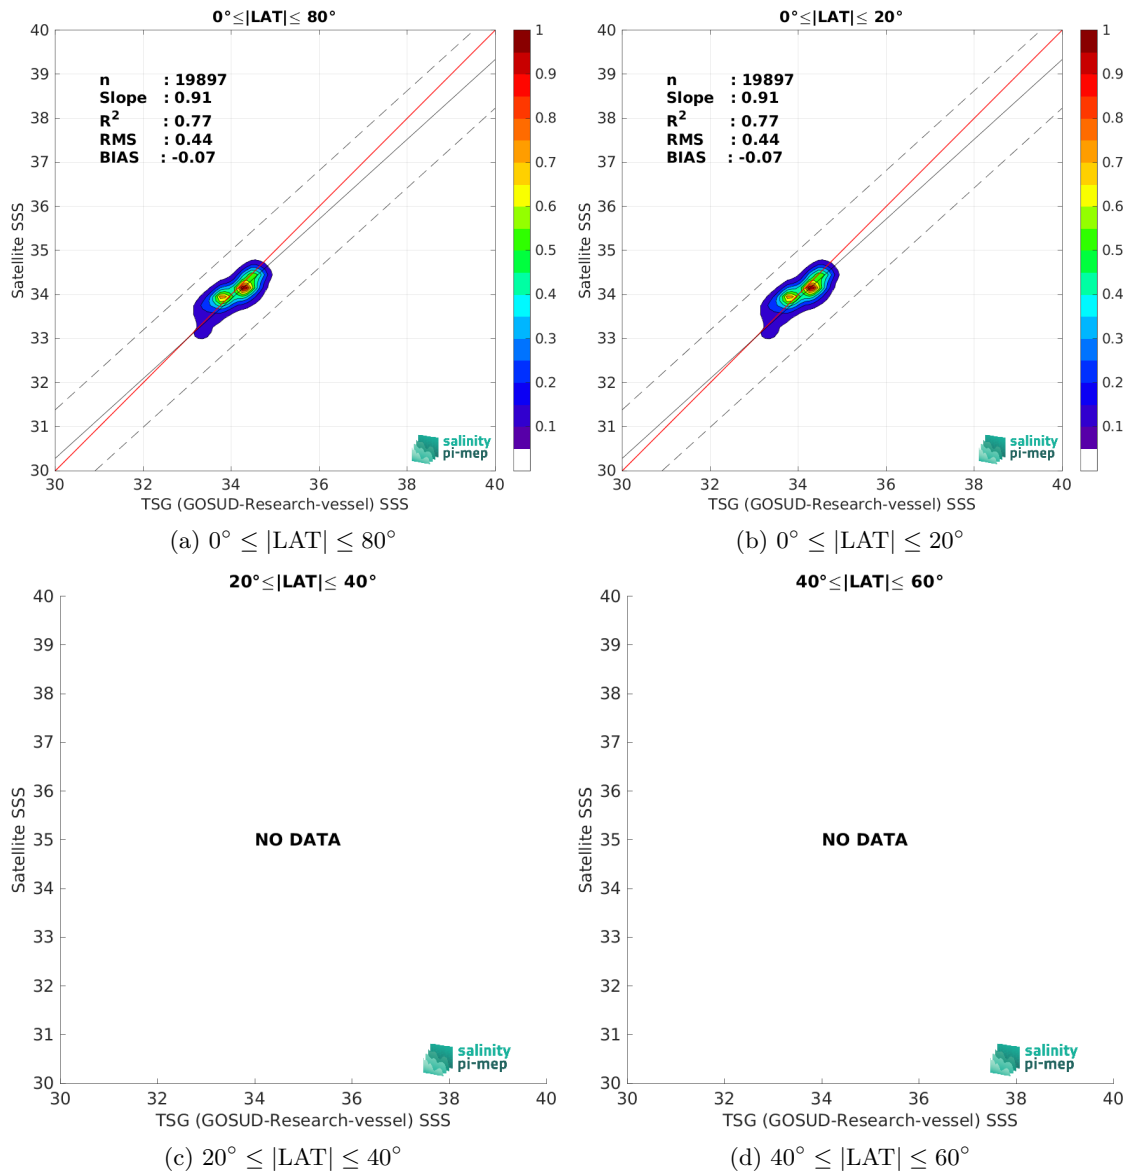 0°≤|LAT|≤ 80°
40
39
38
37
36
35
34
33
32
31
30
Satellite SSS
n : 19897
Slope : 0.91
R² : 0.77
RMS : 0.44
BIAS : -0.07
salinity
pi-mep
30 32 34 36 38 40
TSG (GOSUD-Research-vessel) SSS
1
0.9
0.8
0.7
0.6
0.5
0.4
0.3
0.2
0.1
(a) 0° ≤ |LAT| ≤ 80°
0°≤|LAT|≤ 20°
40
39
38
37
36
35
34
33
32
31
30
Satellite SSS
n : 19897
Slope : 0.91
R² : 0.77
RMS : 0.44
BIAS : -0.07
salinity
pi-mep
30 32 34 36 38 40
TSG (GOSUD-Research-vessel) SSS
1
0.9
0.8
0.7
0.6
0.5
0.4
0.3
0.2
0.1
(b) 0° ≤ |LAT| ≤ 20°
20°≤|LAT|≤ 40°
40
39
38
37
36
35
34
33
32
31
30
Satellite SSS
NO DATA
salinity
pi-mep
30 32 34 36 38 40
TSG (GOSUD-Research-vessel) SSS
(c) 20° ≤ |LAT| ≤ 40°
40°≤|LAT|≤ 60°
40
39
38
37
36
35
34
33
32
31
30
Satellite SSS
NO DATA
salinity
pi-mep
30 32 34 36 38 40
TSG (GOSUD-Research-vessel) SSS
(d) 40° ≤ |LAT| ≤ 60°